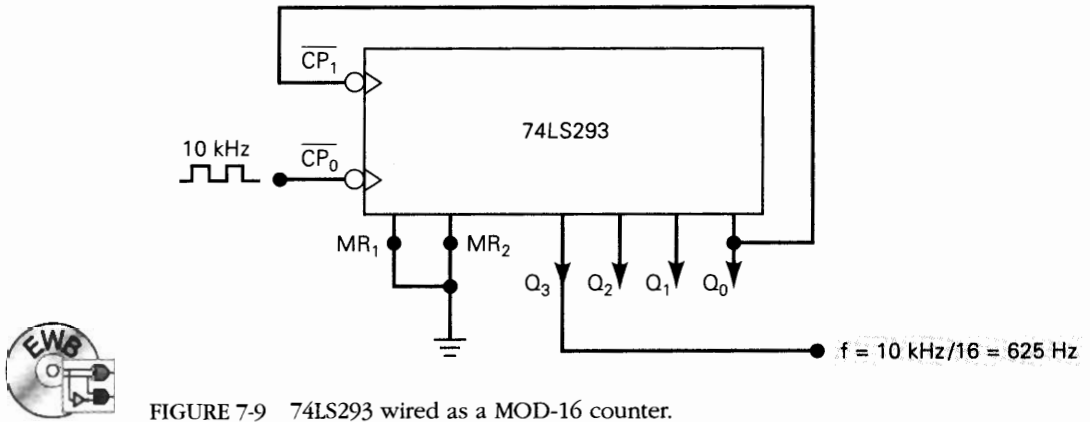 CP1
74LS293
10 kHz
CP0
MR1
MR2
Q3
Q2
Q1
Q0
f = 10 kHz/16 = 625 Hz
EWB
FIGURE 7-9 74LS293 wired as a MOD-16 counter.